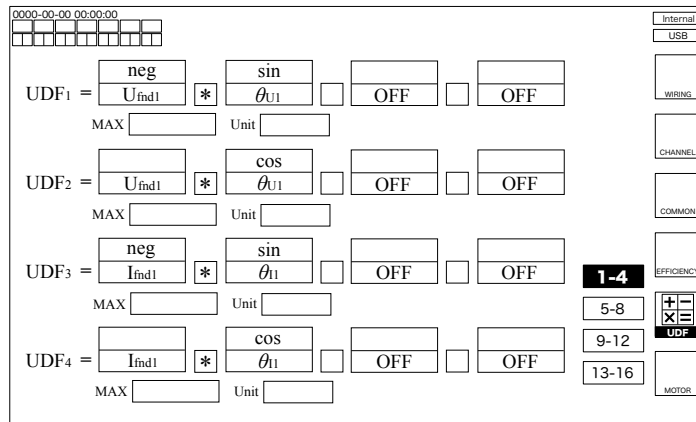 0000-00-00 00:00:00
Internal
USB
neg sin
UDF1 = Ufnd1 * θU1 OFF OFF
MAX Unit
WIRING
CHANNEL
cos
UDF2 = Ufnd1 * θU1 OFF OFF
MAX Unit
COMMON
neg sin
UDF3 = Ifnd1 * θI1 OFF OFF
MAX Unit
EFFICIENCY
1-4
5-8
9-12
13-16
+ − × =
UDF
cos
UDF4 = Ifnd1 * θI1 OFF OFF
MAX Unit
MOTOR